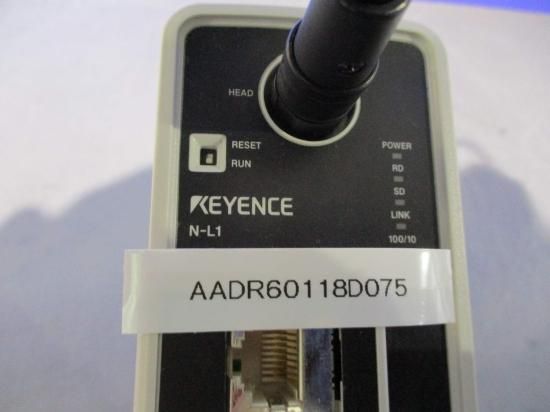 HEAD
RESET
RUN
KEYENCE
N-L1
POWER
RD
SD
LINK
100/10
AADR60118D075